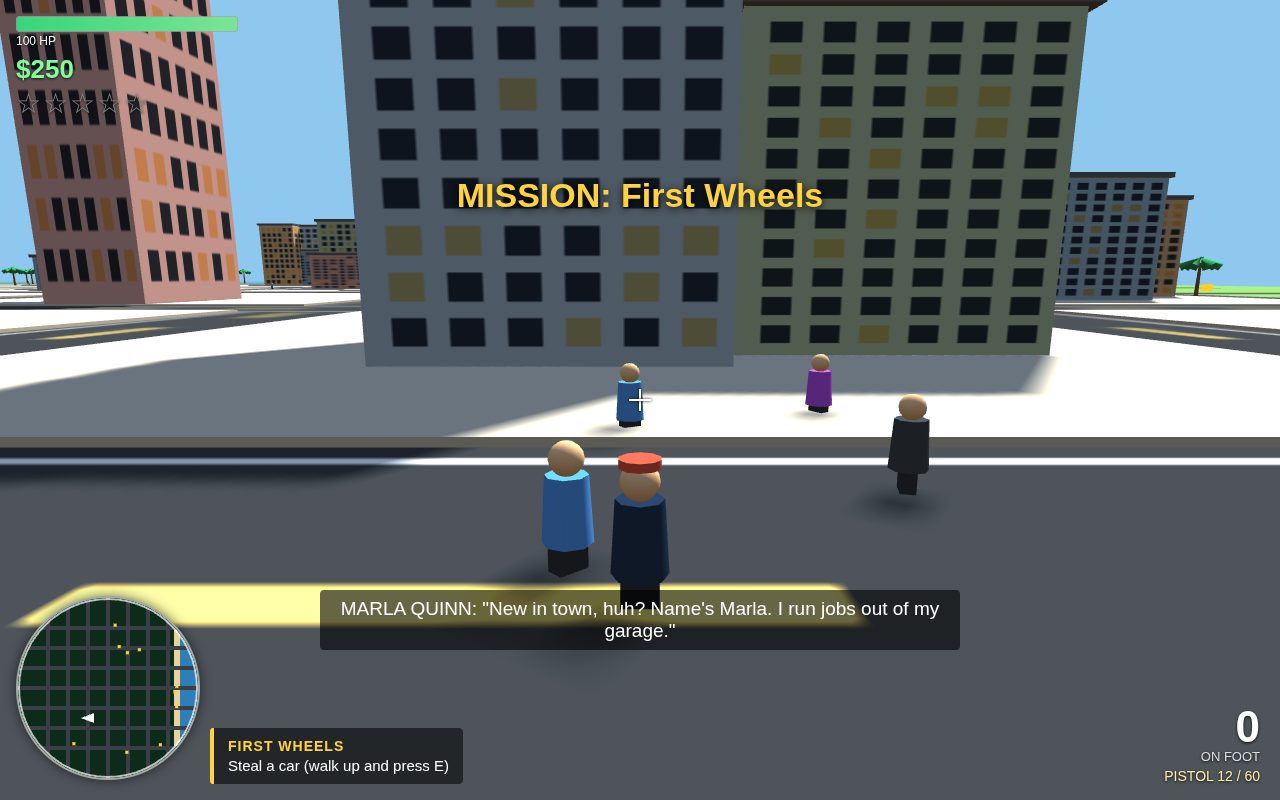 100 HP
$250
MISSION: First Wheels
MARLA QUINN: "New in town, huh? Name's Marla. I run jobs out of my
garage."
FIRST WHEELS
Steal a car (walk up and press E)
0
ON FOOT
PISTOL 12 / 60